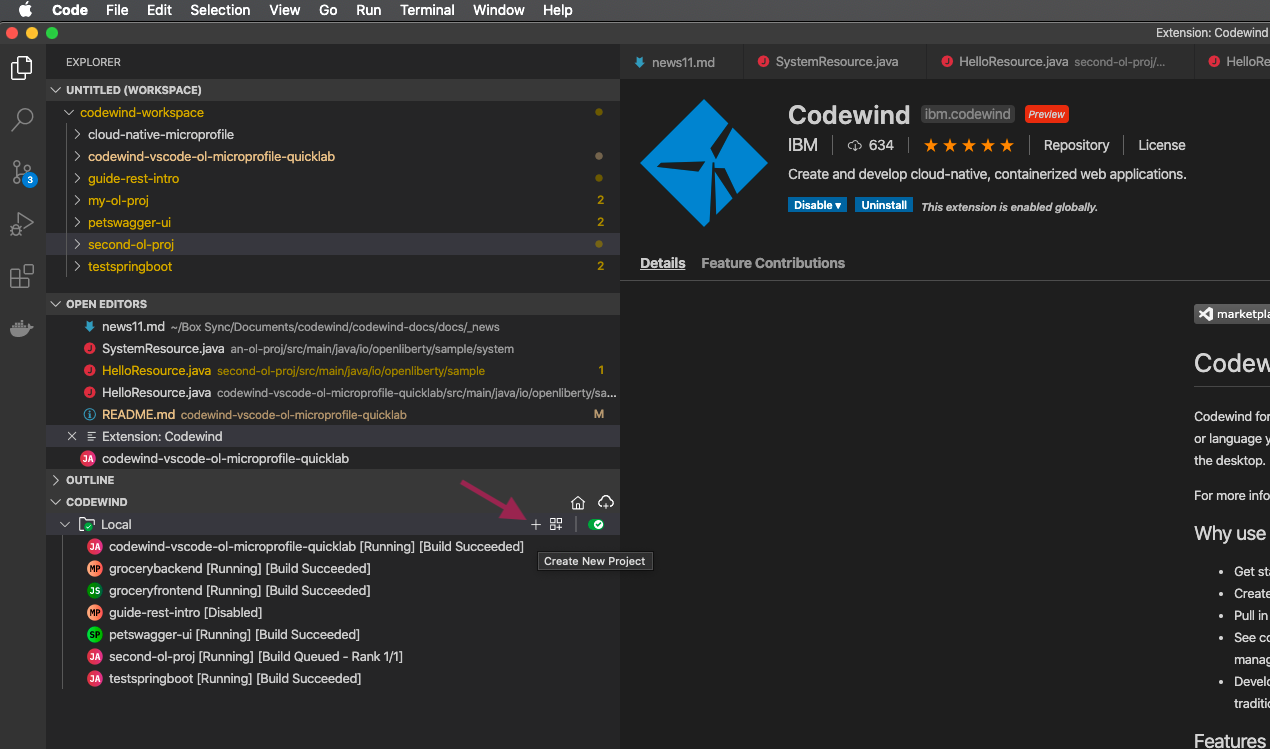 Code File Edit Selection View Go Run Terminal Window Help
Extension: Codewind
EXPLORER
UNTITLED (WORKSPACE)
codewind-workspace
cloud-native-microprofile
codewind-vscode-ol-microprofile-quicklab
guide-rest-intro
my-ol-proj 2
petswagger-ui 2
second-ol-proj
testspringboot 2
3
OPEN EDITORS
news11.md ~/Box Sync/Documents/codewind/codewind-docs/docs/_news
J SystemResource.java an-ol-proj/src/main/java/io/openliberty/sample/system
J HelloResource.java second-ol-proj/src/main/java/io/openliberty/sample 1
J HelloResource.java codewind-vscode-ol-microprofile-quicklab/src/main/java/io/openliberty/sa...
README.md codewind-vscode-ol-microprofile-quicklab M
Extension: Codewind
JA codewind-vscode-ol-microprofile-quicklab
OUTLINE
CODEWIND
Local
Create New Project
JA codewind-vscode-ol-microprofile-quicklab [Running] [Build Succeeded]
MP grocerybackend [Running] [Build Succeeded]
JS groceryfrontend [Running] [Build Succeeded]
MP guide-rest-intro [Disabled]
SP petswagger-ui [Running] [Build Succeeded]
JA second-ol-proj [Running] [Build Queued - Rank 1/1]
JA testspringboot [Running] [Build Succeeded]
news11.md J SystemResource.java J HelloResource.java second-ol-proj/... J HelloRe
Codewind ibm.codewind Preview
IBM 634 ★★★★★ Repository License
Create and develop cloud-native, containerized web applications.
Disable ▾ Uninstall This extension is enabled globally.
Details Feature Contributions
marketpla
Codew
Codewind for
or language y
the desktop.
For more info
Why use
• Get sta
• Create
• Pull in
• See co
manag
• Develo
traditio
Features